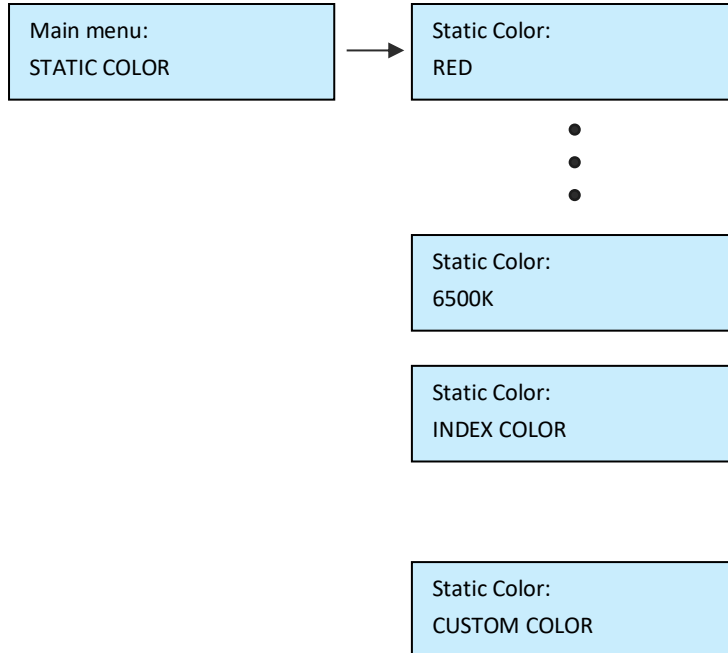 Main menu:
STATIC COLOR
Static Color:
RED
Static Color:
6500K
Static Color:
INDEX COLOR
Static Color:
CUSTOM COLOR